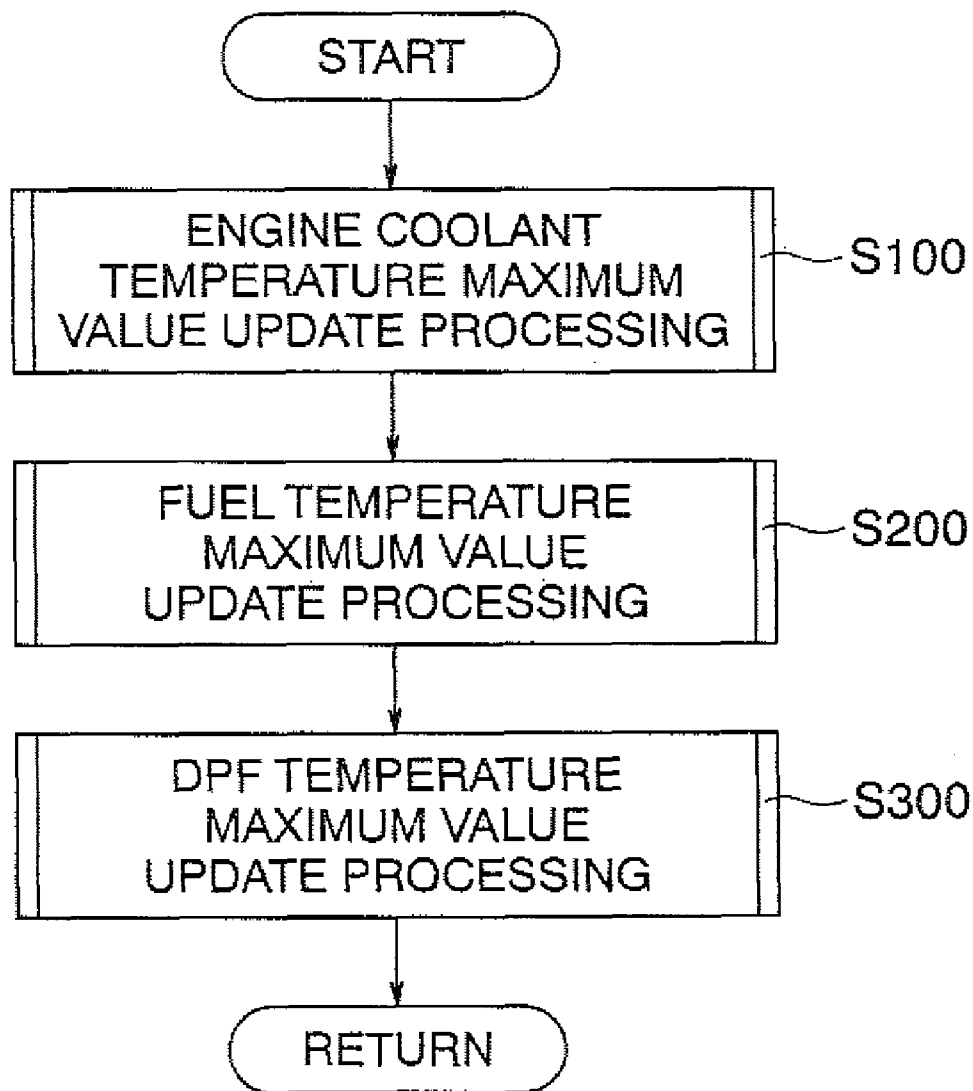 START
ENGINE COOLANT
TEMPERATURE MAXIMUM
VALUE UPDATE PROCESSING
S100
FUEL TEMPERATURE
MAXIMUM VALUE
UPDATE PROCESSING
S200
DPF TEMPERATURE
MAXIMUM VALUE
UPDATE PROCESSING
S300
RETURN